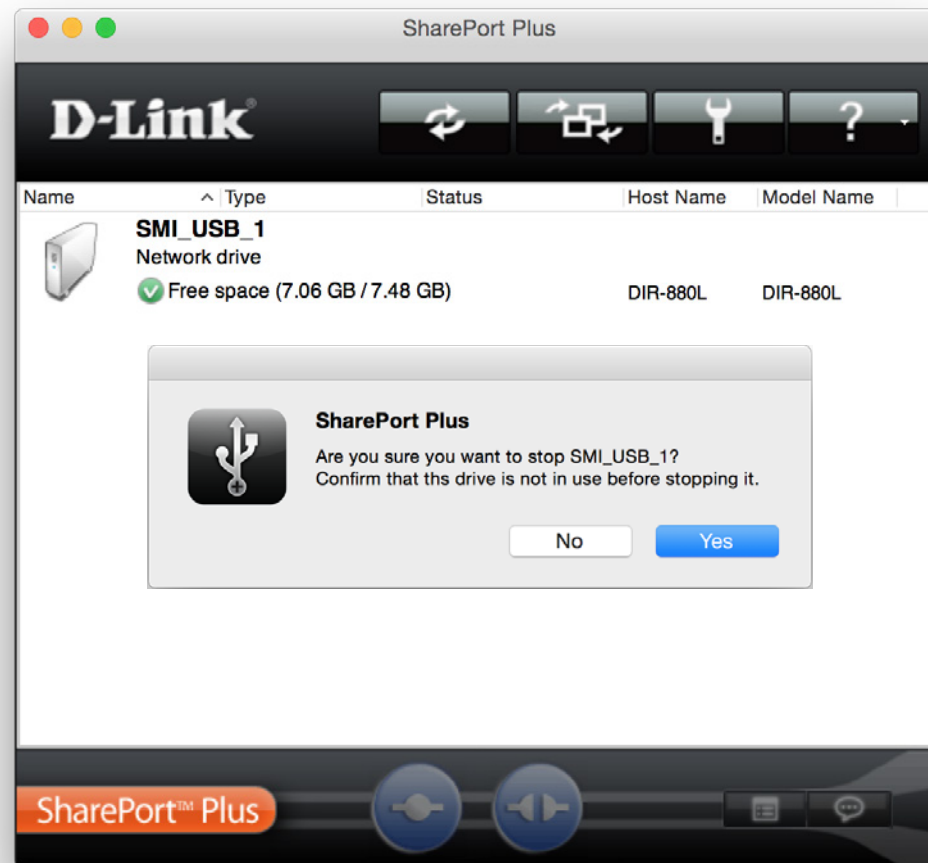 SharePort Plus
D-Link®
?
Name Type Status Host Name Model Name
SMI_USB_1
Network drive
Free space (7.06 GB / 7.48 GB) DIR-880L DIR-880L
SharePort Plus
Are you sure you want to stop SMI_USB_1?
Confirm that ths drive is not in use before stopping it.
No Yes
SharePort™ Plus